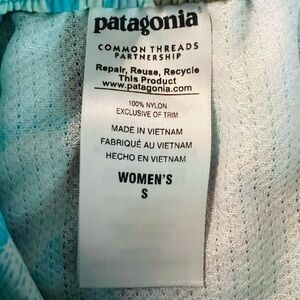 patagonia®
COMMON THREADS
PARTNERSHIP
Repair, Reuse, Recycle
This Product
www.patagonia.com
100% NYLON
EXCLUSIVE OF TRIM
MADE IN VIETNAM
FABRIQUÉ AU VIETNAM
HECHO EN VIETNAM
WOMEN'S
S